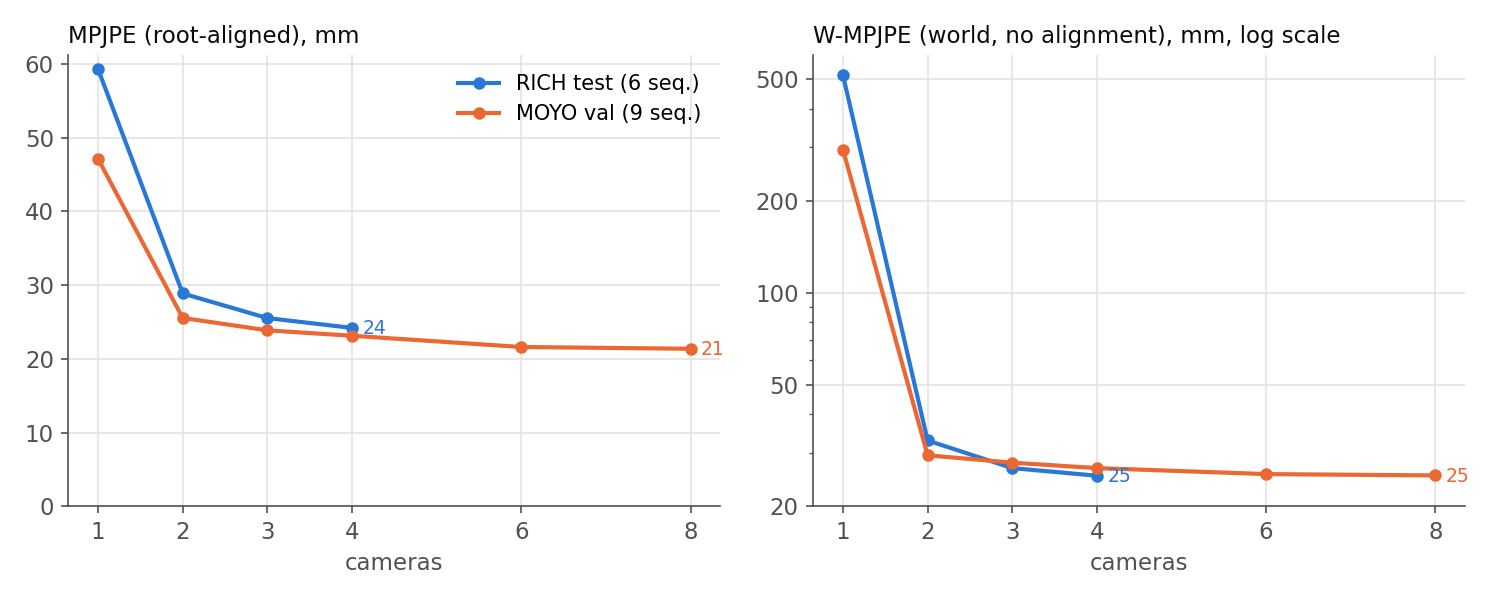 MPJPE (root-aligned), mm
60
50
40
30
20
10
0
RICH test (6 seq.)
MOYO val (9 seq.)
24
21
1 2 3 4 6 8
cameras
W-MPJPE (world, no alignment), mm, log scale
500
200
100
50
20
25
25
1 2 3 4 6 8
cameras